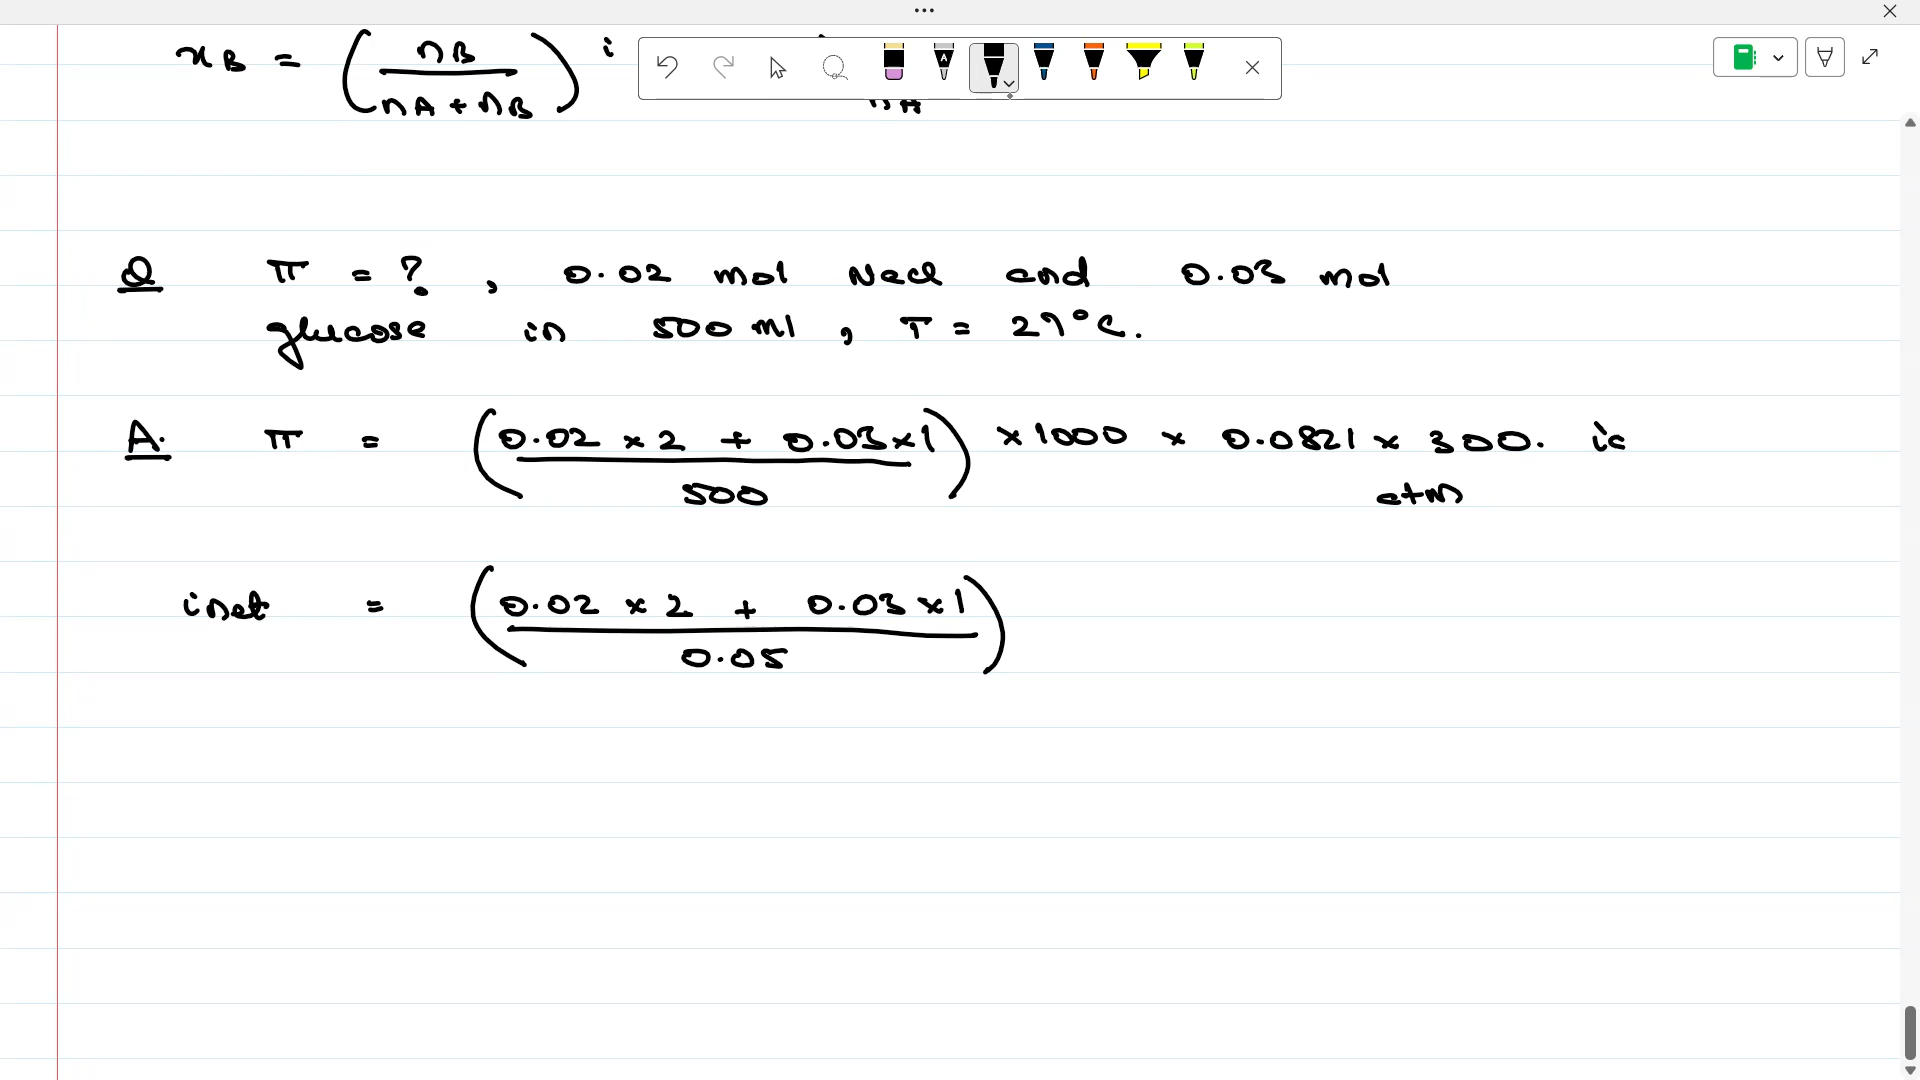 xB = (nB / nA + nB) i
nA
Q π = ? , 0.02 mol NaCl and 0.03 mol
glucose in 500 ml , T = 27°C.
A. π = (0.02 × 2 + 0.03 × 1 / 500) × 1000 × 0.0821 × 300. in
atm
inet = (0.02 × 2 + 0.03 × 1 / 0.05)